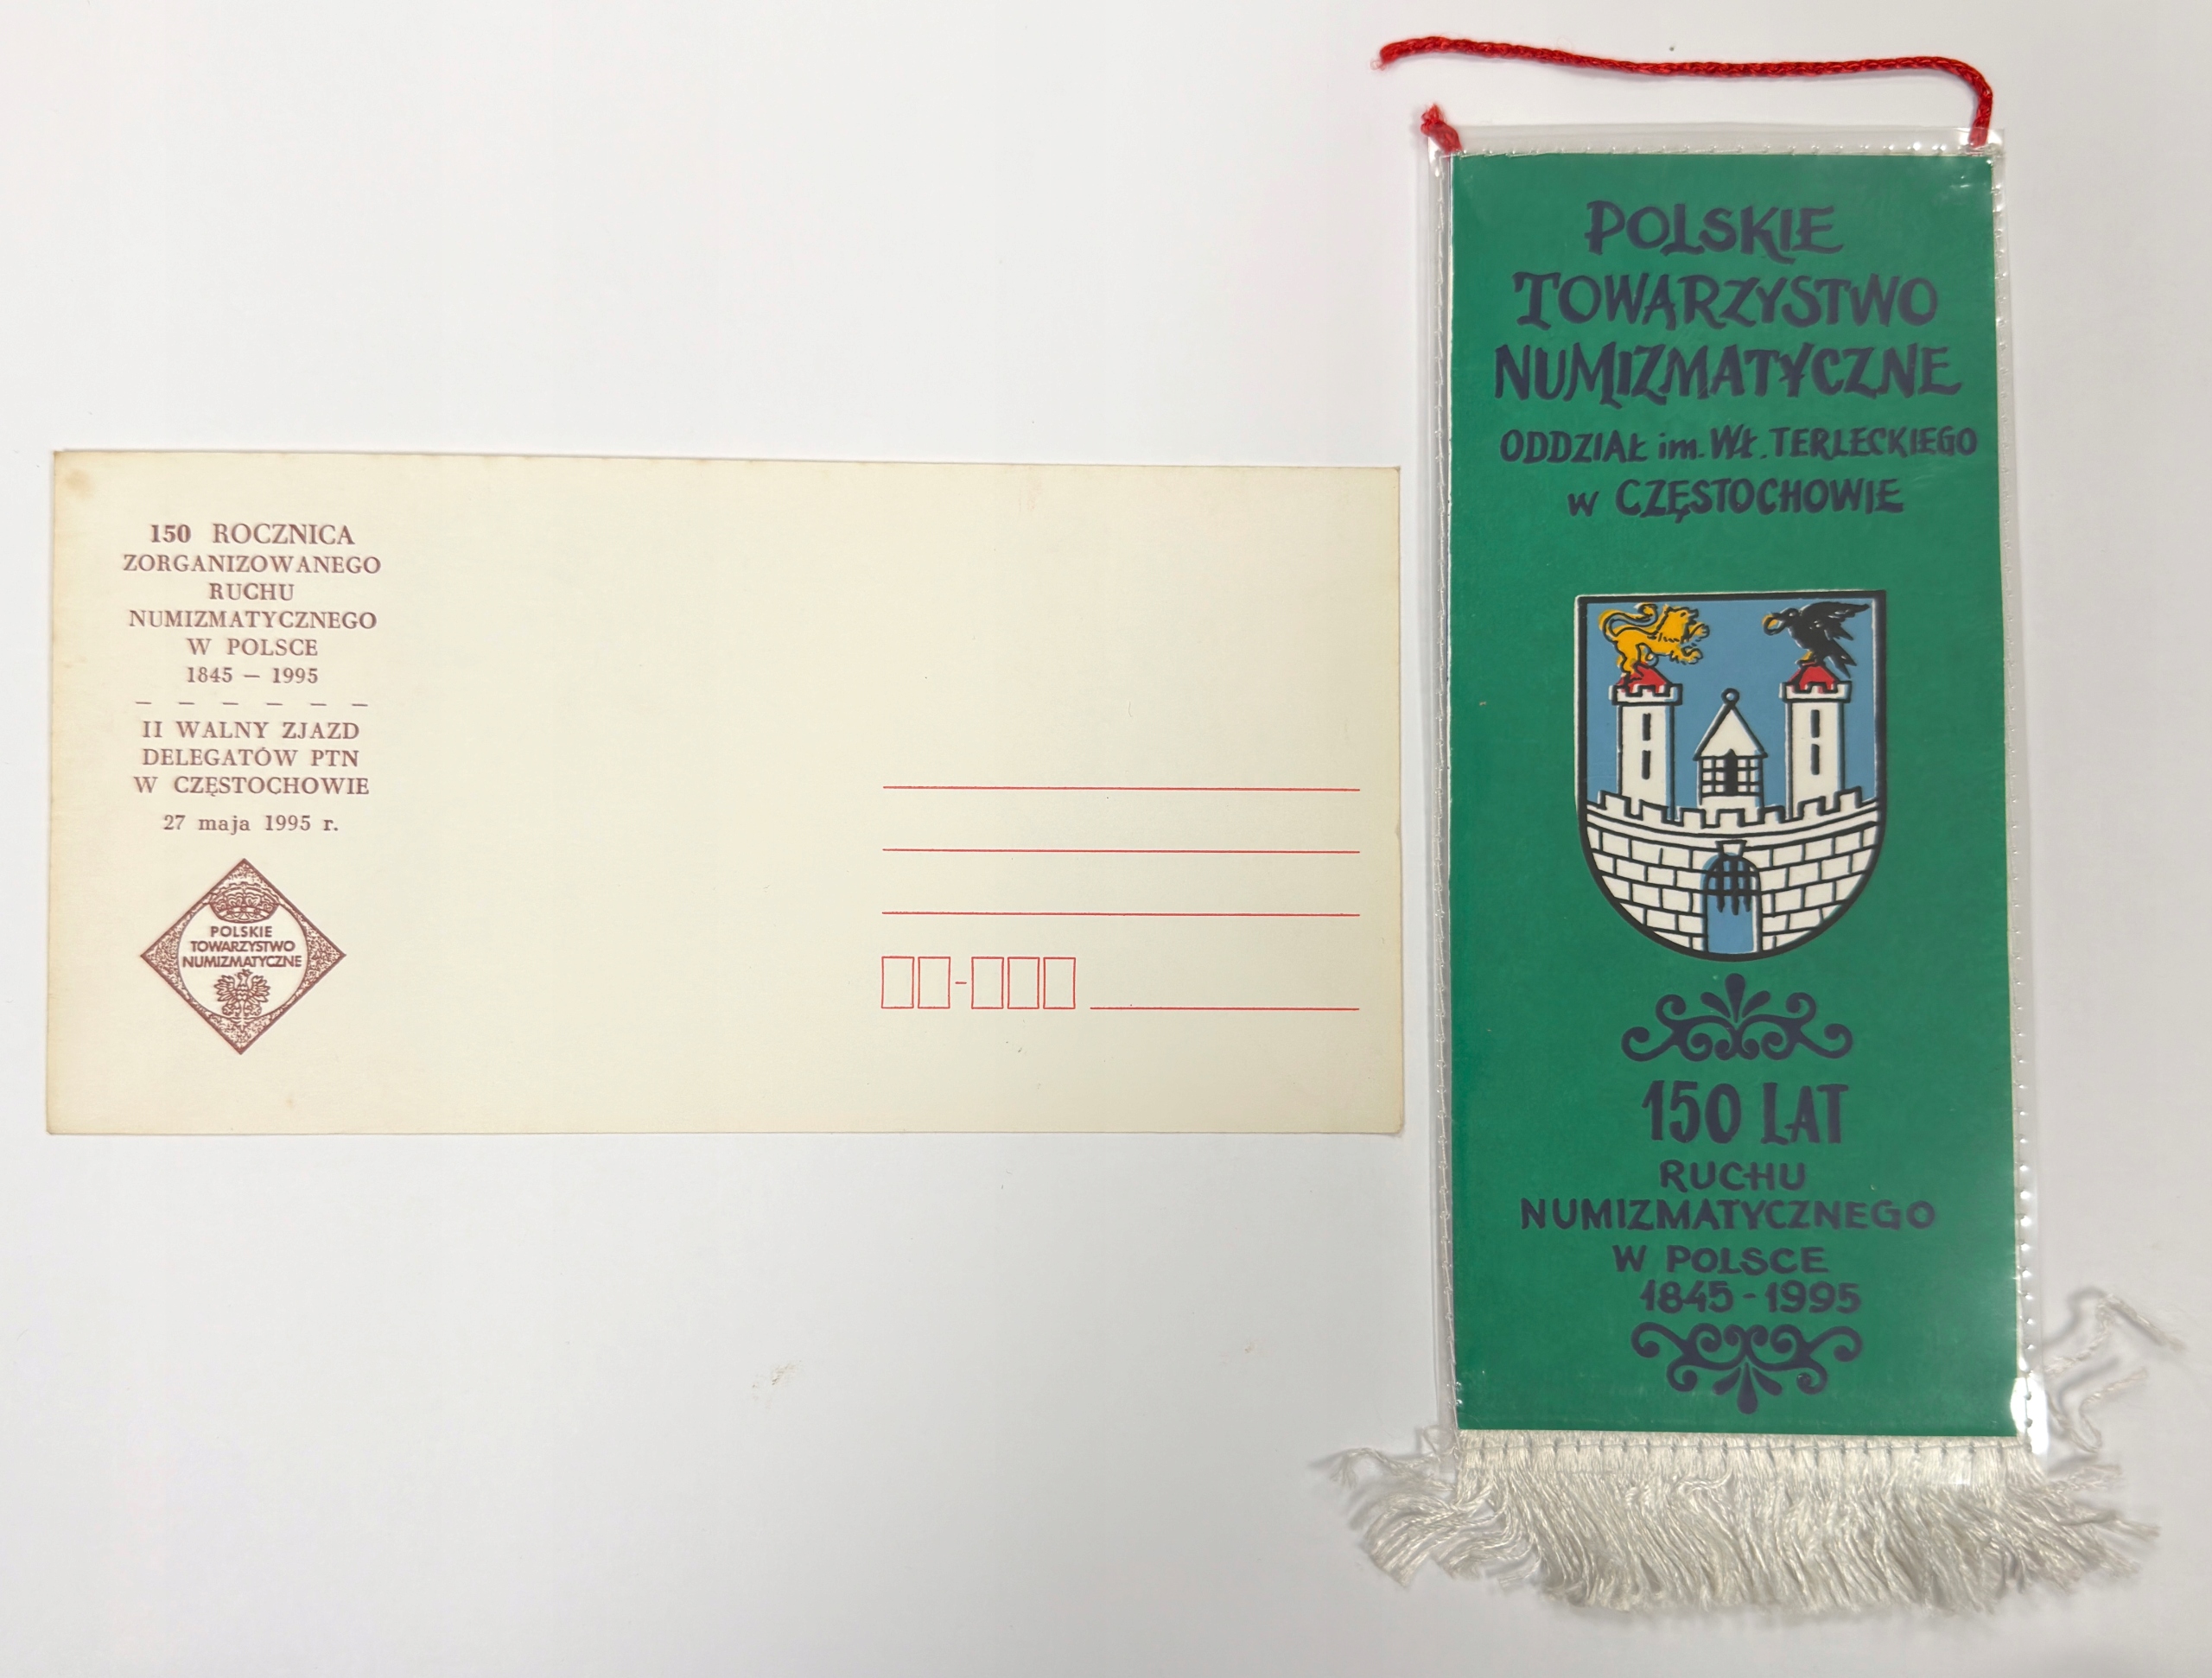 150 ROCZNICA
ZORGANIZOWANEGO
RUCHU
NUMIZMATYCZNEGO
W POLSCE
1845 — 1995
— — — — — —
II WALNY ZJAZD
DELEGATÓW PTN
W CZĘSTOCHOWIE
27 maja 1995 r.
POLSKIE
TOWARZYSTWO
NUMIZMATYCZNE
POLSKIE
TOWARZYSTWO
NUMIZMATYCZNE
ODDZIAŁ im. Wł. TERLECKIEGO
w CZĘSTOCHOWIE
150 LAT
RUCHU
NUMIZMATYCZNEGO
W POLSCE
1845-1995